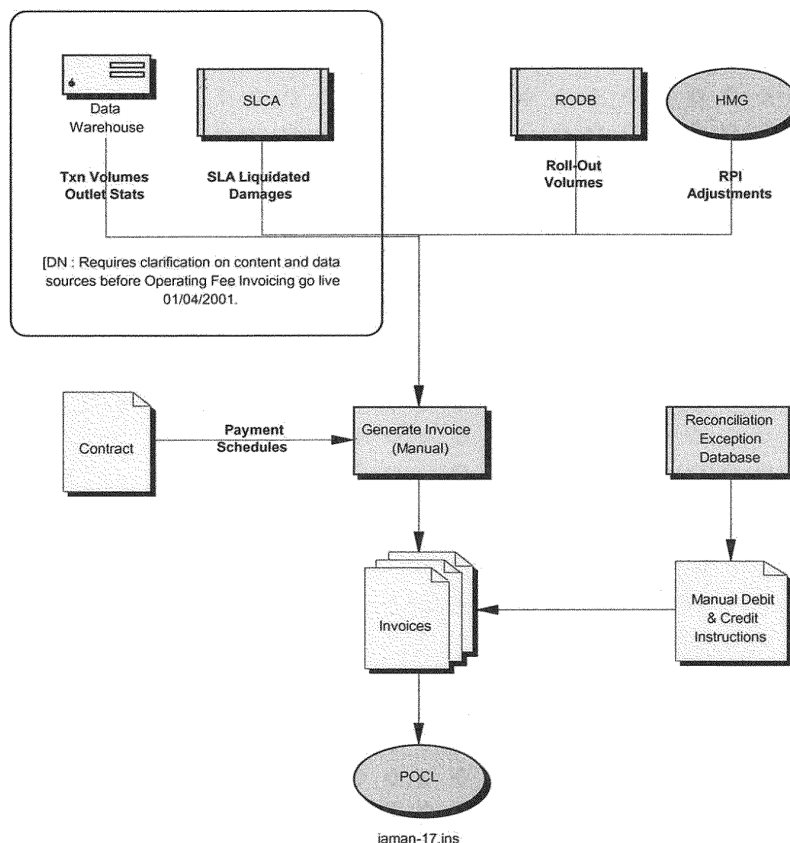 Data
Warehouse
SLCA
RODB
HMG
Txn Volumes
Outlet Stats
SLA Liquidated
Damages
Roll-Out
Volumes
RPI
Adjustments
[DN : Requires clarification on content and data
sources before Operating Fee Invoicing go live
01/04/2001.
Contract
Payment
Schedules
Generate Invoice
(Manual)
Reconciliation
Exception
Database
Invoices
Manual Debit
& Credit
Instructions
POCL
iaman-17.ins